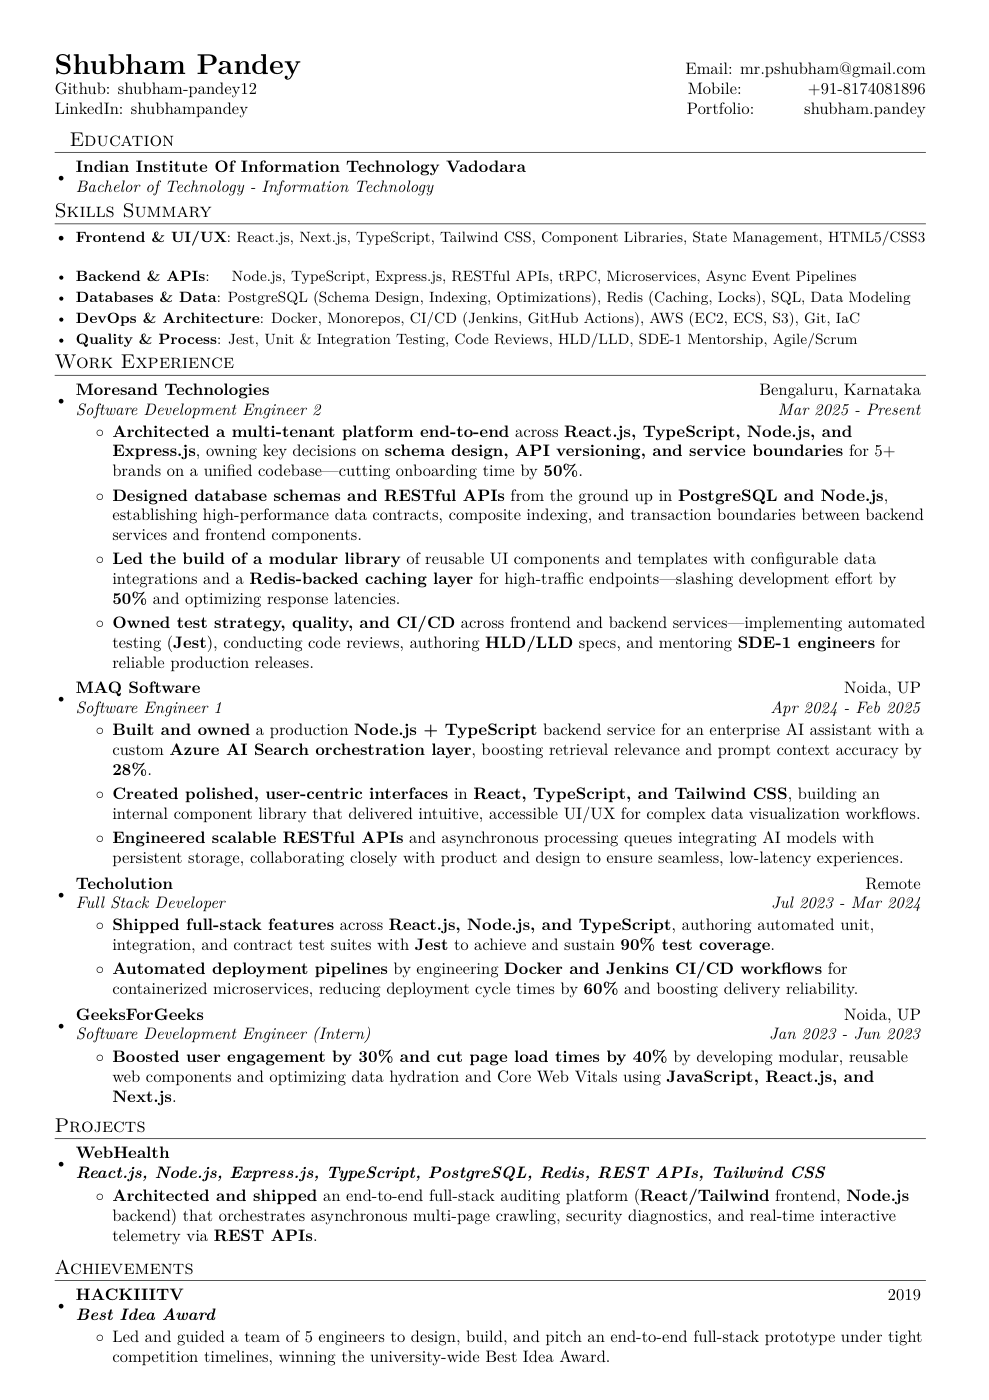 Shubham Pandey
Github: shubham-pandey12
LinkedIn: shubhampandey
Email: mr.pshubham@gmail.com
Mobile: +91-8174081896
Portfolio: shubham.pandey
Education
• Indian Institute Of Information Technology Vadodara
Bachelor of Technology - Information Technology
Skills Summary
• Frontend & UI/UX: React.js, Next.js, TypeScript, Tailwind CSS, Component Libraries, State Management, HTML5/CSS3
• Backend & APIs: Node.js, TypeScript, Express.js, RESTful APIs, tRPC, Microservices, Async Event Pipelines
• Databases & Data: PostgreSQL (Schema Design, Indexing, Optimizations), Redis (Caching, Locks), SQL, Data Modeling
• DevOps & Architecture: Docker, Monorepos, CI/CD (Jenkins, GitHub Actions), AWS (EC2, ECS, S3), Git, IaC
• Quality & Process: Jest, Unit & Integration Testing, Code Reviews, HLD/LLD, SDE-1 Mentorship, Agile/Scrum
Work Experience
• Moresand Technologies Bengaluru, Karnataka
Software Development Engineer 2 Mar 2025 - Present
◦ Architected a multi-tenant platform end-to-end across React.js, TypeScript, Node.js, and
Express.js, owning key decisions on schema design, API versioning, and service boundaries for 5+
brands on a unified codebase—cutting onboarding time by 50%.
◦ Designed database schemas and RESTful APIs from the ground up in PostgreSQL and Node.js,
establishing high-performance data contracts, composite indexing, and transaction boundaries between backend
services and frontend components.
◦ Led the build of a modular library of reusable UI components and templates with configurable data
integrations and a Redis-backed caching layer for high-traffic endpoints—slashing development effort by
50% and optimizing response latencies.
◦ Owned test strategy, quality, and CI/CD across frontend and backend services—implementing automated
testing (Jest), conducting code reviews, authoring HLD/LLD specs, and mentoring SDE-1 engineers for
reliable production releases.
• MAQ Software Noida, UP
Software Engineer 1 Apr 2024 - Feb 2025
◦ Built and owned a production Node.js + TypeScript backend service for an enterprise AI assistant with a
custom Azure AI Search orchestration layer, boosting retrieval relevance and prompt context accuracy by
28%.
◦ Created polished, user-centric interfaces in React, TypeScript, and Tailwind CSS, building an
internal component library that delivered intuitive, accessible UI/UX for complex data visualization workflows.
◦ Engineered scalable RESTful APIs and asynchronous processing queues integrating AI models with
persistent storage, collaborating closely with product and design to ensure seamless, low-latency experiences.
• Techolution Remote
Full Stack Developer Jul 2023 - Mar 2024
◦ Shipped full-stack features across React.js, Node.js, and TypeScript, authoring automated unit,
integration, and contract test suites with Jest to achieve and sustain 90% test coverage.
◦ Automated deployment pipelines by engineering Docker and Jenkins CI/CD workflows for
containerized microservices, reducing deployment cycle times by 60% and boosting delivery reliability.
• GeeksForGeeks Noida, UP
Software Development Engineer (Intern) Jan 2023 - Jun 2023
◦ Boosted user engagement by 30% and cut page load times by 40% by developing modular, reusable
web components and optimizing data hydration and Core Web Vitals using JavaScript, React.js, and
Next.js.
Projects
• WebHealth
React.js, Node.js, Express.js, TypeScript, PostgreSQL, Redis, REST APIs, Tailwind CSS
◦ Architected and shipped an end-to-end full-stack auditing platform (React/Tailwind frontend, Node.js
backend) that orchestrates asynchronous multi-page crawling, security diagnostics, and real-time interactive
telemetry via REST APIs.
Achievements
• HACKIIITV 2019
Best Idea Award
◦ Led and guided a team of 5 engineers to design, build, and pitch an end-to-end full-stack prototype under tight
competition timelines, winning the university-wide Best Idea Award.